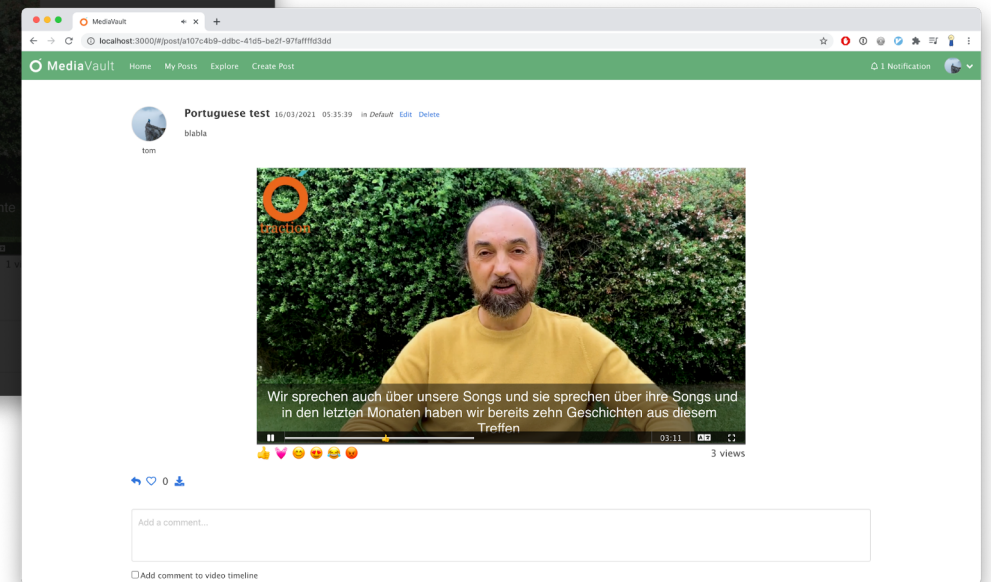 MediaVault
localhost:3000/#/post/a107c4b9-ddbc-41d5-be2f-97faffffd3dd
MediaVault Home My Posts Explore Create Post 1 Notification
Portuguese test 16/03/2021 05:35:39 in Default Edit Delete
blabla
tom
traction
Wir sprechen auch über unsere Songs und sie sprechen über ihre Songs und
in den letzten Monaten haben wir bereits zehn Geschichten aus diesem
Treffen
03:11
3 views
0
Add a comment...
Add comment to video timeline